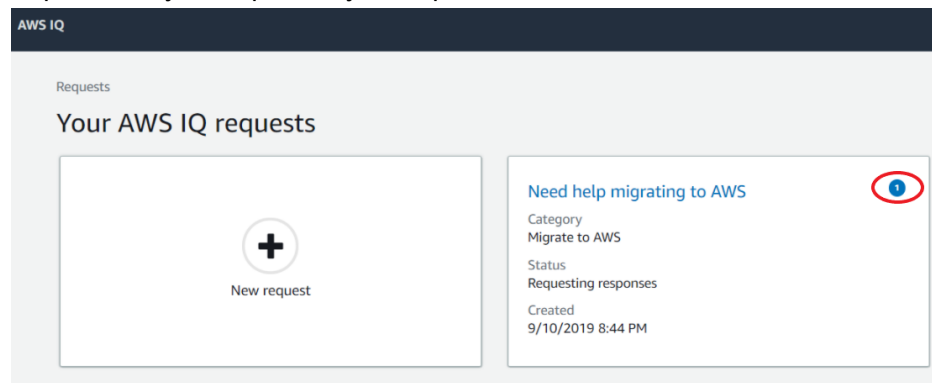 AWS IQ
Requests
Your AWS IQ requests
New request
Need help migrating to AWS
1
Category
Migrate to AWS
Status
Requesting responses
Created
9/10/2019 8:44 PM